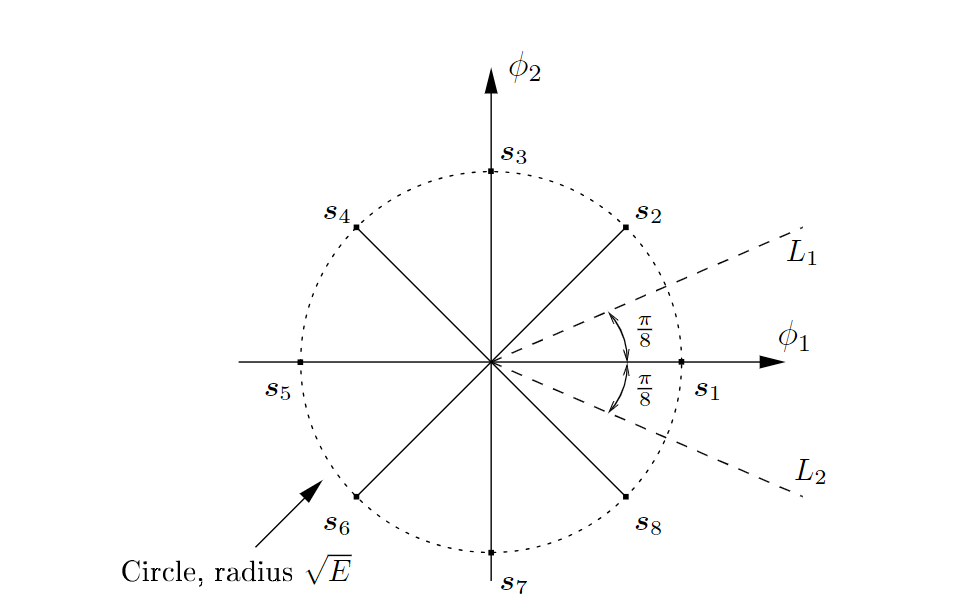 ϕ₂
s₃
s₄
s₂
L₁
π/8
ϕ₁
π/8
s₅
s₁
L₂
s₆
s₈
Circle, radius √E
s₇